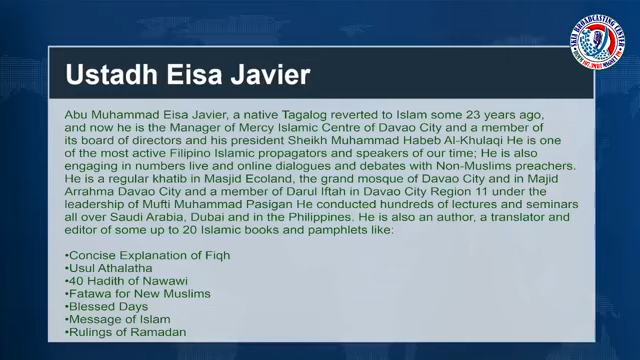 Ustadh Eisa Javier
Abu Muhammad Eisa Javier, a native Tagalog reverted to Islam some 23 years ago,
and now he is the Manager of Mercy Islamic Centre of Davao City and a member of
its board of directors and his president Sheikh Muhammad Habeb Al-Khulaqi He is one
of the most active Filipino Islamic propagators and speakers of our time; He is also
engaging in numbers live and online dialogues and debates with Non-Muslims preachers.
He is a regular khatib in Masjid Ecoland, the grand mosque of Davao City and in Majid
Arrahma Davao City and a member of Darul Iftah in Davao City Region 11 under the
leadership of Mufti Muhammad Pasigan He conducted hundreds of lectures and seminars
all over Saudi Arabia, Dubai and in the Philippines. He is also an author, a translator and
editor of some up to 20 Islamic books and pamphlets like:
•Concise Explanation of Fiqh
•Usul Athalatha
•40 Hadith of Nawawi
•Fatawa for New Muslims
•Blessed Days
•Message of Islam
•Rulings of Ramadan
BROADCASTING CENTER